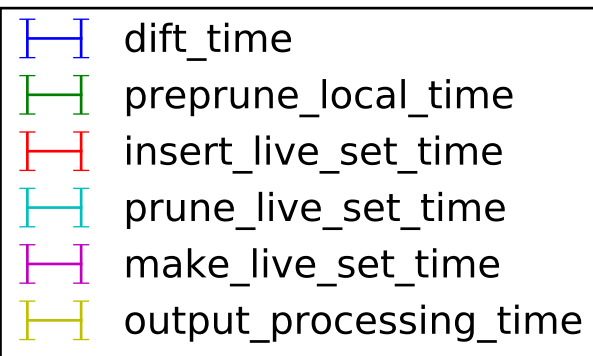 dift_time
preprune_local_time
insert_live_set_time
prune_live_set_time
make_live_set_time
output_processing_time